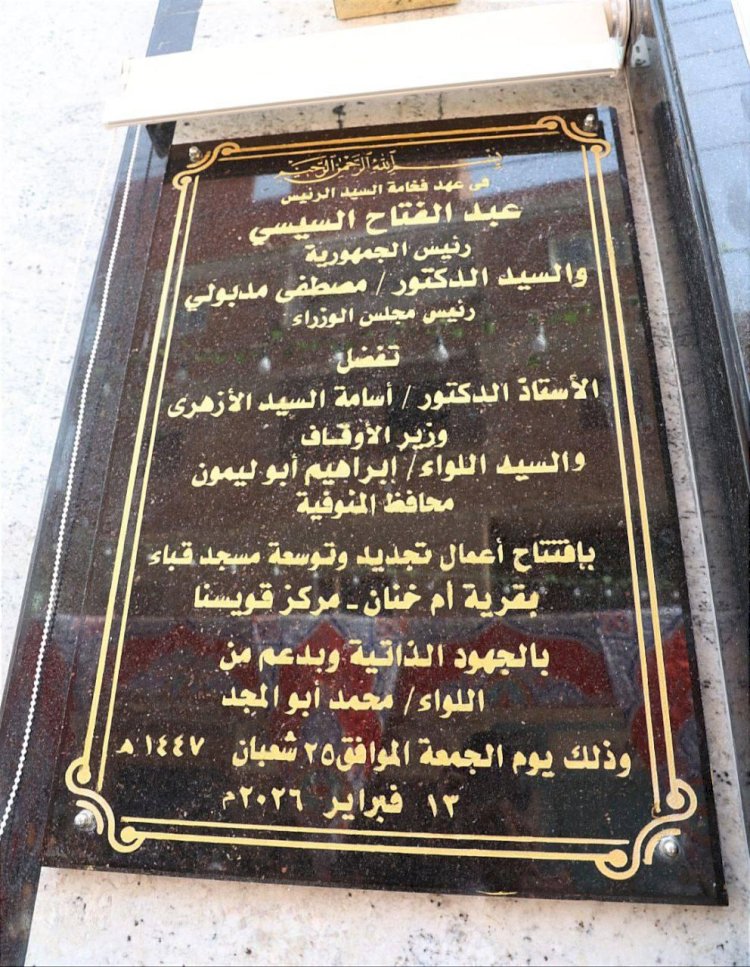 بسم الله الرحمن الرحيم
فى عهد فخامة السيد الرئيس
عبد الفتاح السيسي
رئيس الجمهورية
والسيد الدكتور / مصطفى مدبولي
رئيس مجلس الوزراء
تفضل
الأستاذ الدكتور / أسامة السيد الأزهرى
وزير الأوقاف
والسيد اللواء/ إبراهيم أبو ليمون
محافظ المنوفية
بإفتتاح أعمال تجديد وتوسعة مسجد قباء
بقرية أم خنان - مركز قويسنا
بالجهود الذاتية وبدعم من
اللواء/ محمد أبو المجد
وذلك يوم الجمعة الموافق ٢٥ شعبان ١٤٤٧ هـ
١٣ فبراير ٢٠٢٦م